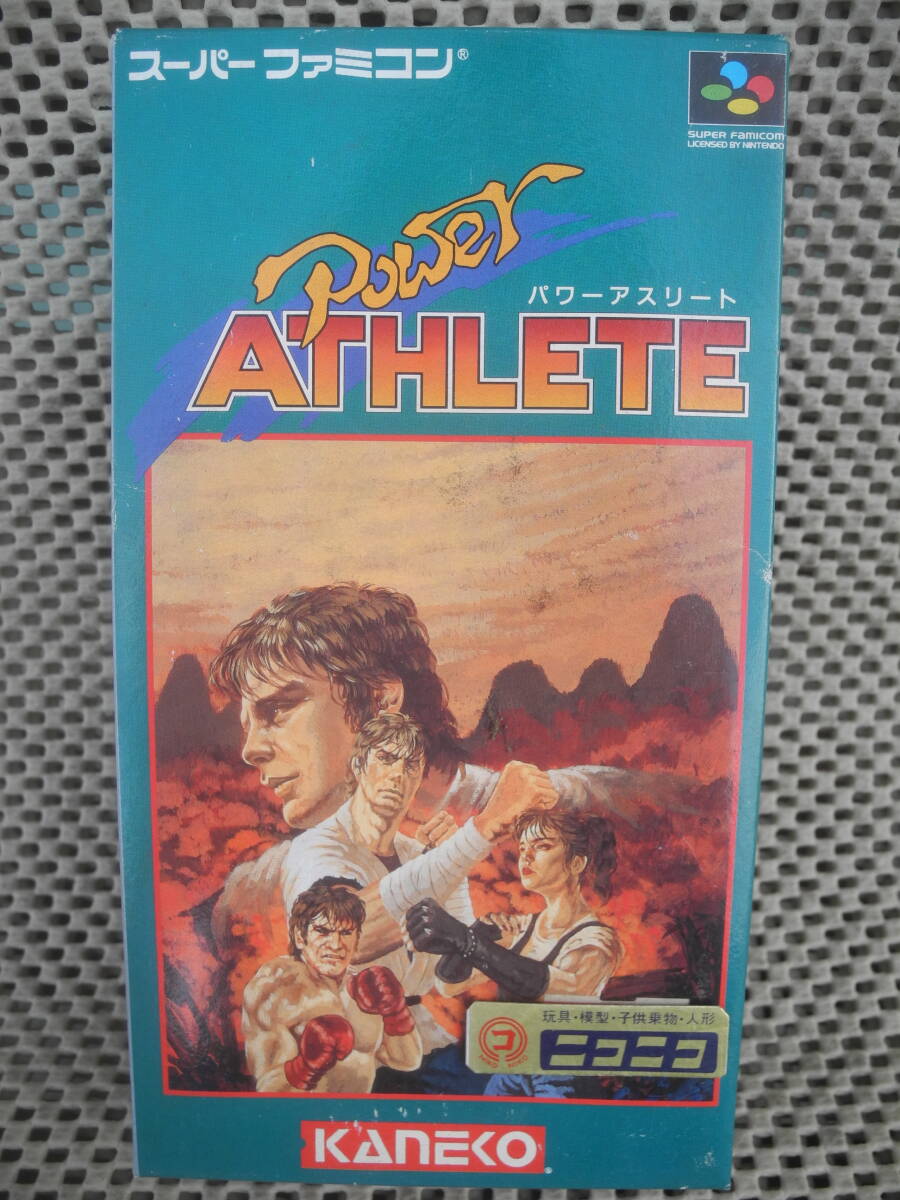 スーパーファミコン®
SUPER FAMICOM
LICENSED BY NINTENDO
Power
パワーアスリート
ATHLETE
玩具・模型・子供乗物・人形
コ
ニコニコ
KANEKO